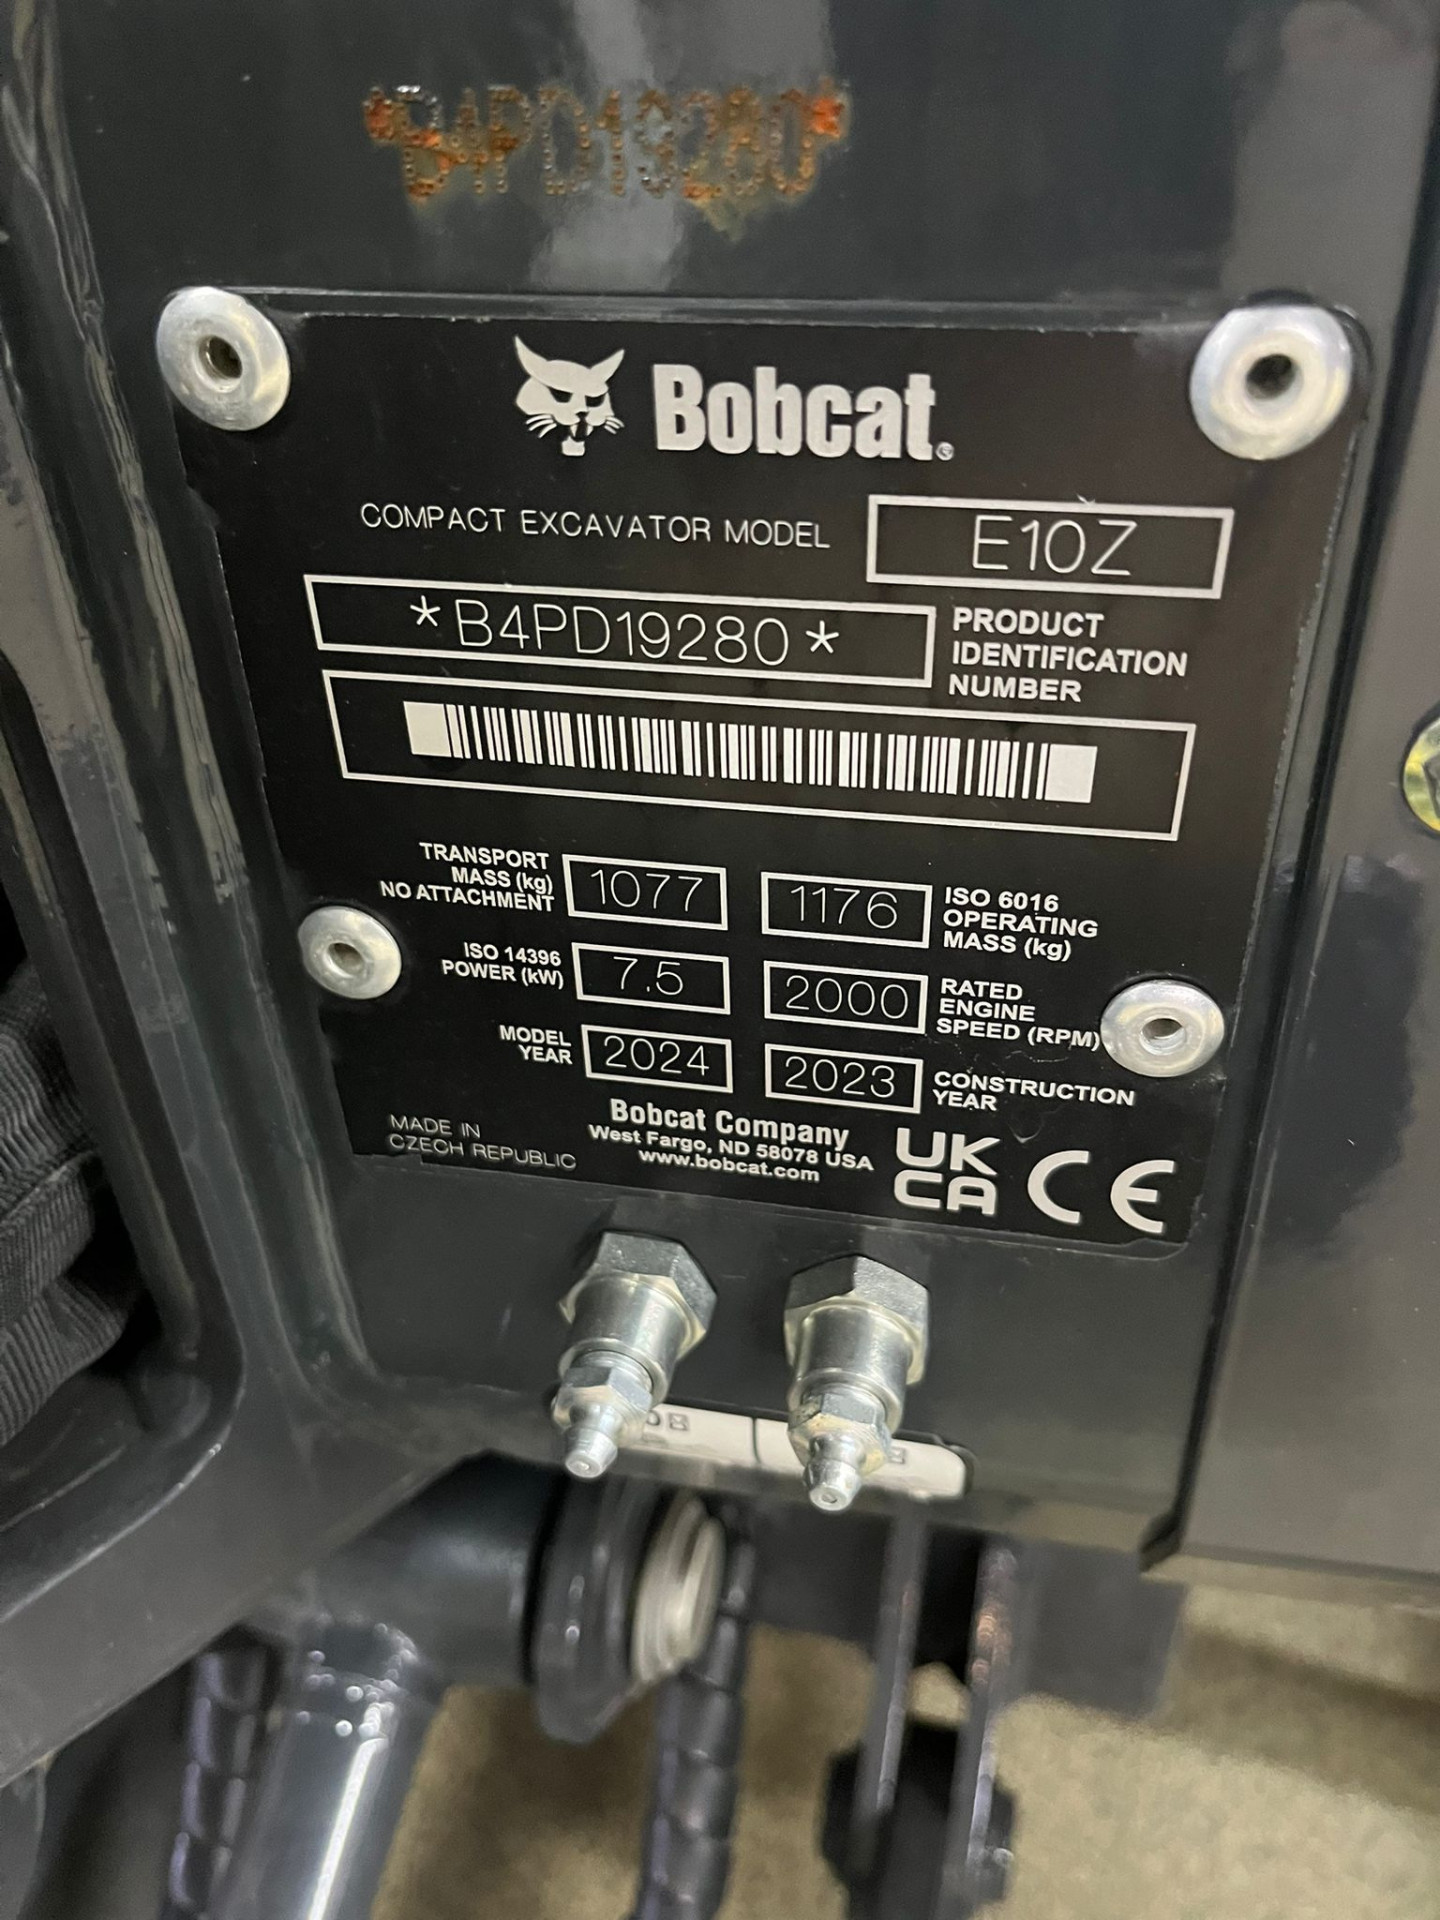 *B4PD19280*
Bobcat®
COMPACT EXCAVATOR MODEL E10Z
*B4PD19280*
PRODUCT
IDENTIFICATION
NUMBER
TRANSPORT
MASS (kg)
NO ATTACHMENT
1077
1176
ISO 6016
OPERATING
MASS (kg)
ISO 14396
POWER (kW)
7.5
2000
RATED
ENGINE
SPEED (RPM)
MODEL
YEAR
2024
2023
CONSTRUCTION
YEAR
MADE IN
CZECH REPUBLIC
Bobcat Company
West Fargo, ND 58078 USA
www.bobcat.com
UK
CA
CE